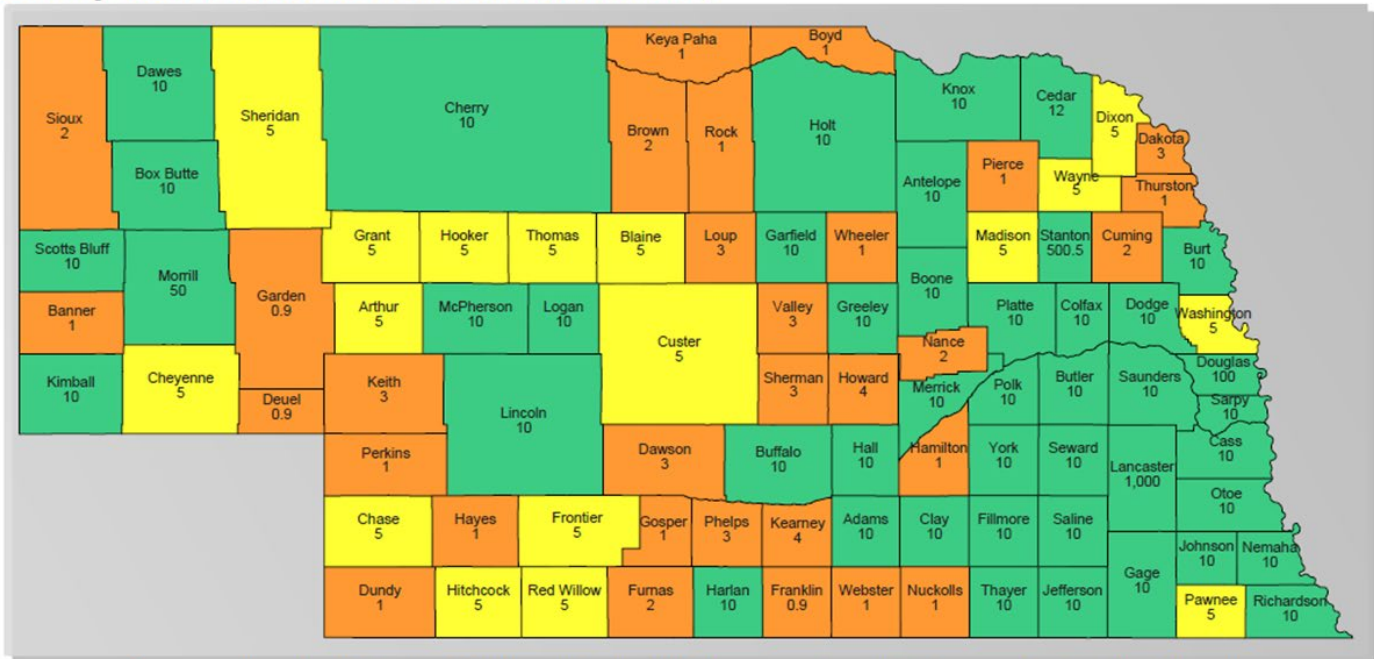 Keya Paha
1
Boyd
1
Dawes
10
Sioux
2
Sheridan
5
Cherry
10
Brown
2
Rock
1
Holt
10
Knox
10
Cedar
12
Dixon
5
Dakota
3
Box Butte
10
Antelope
10
Pierce
1
Wayne
5
Thurston
1
Scotts Bluff
10
Morrill
50
Grant
5
Hooker
5
Thomas
5
Blaine
5
Loup
3
Garfield
10
Wheeler
1
Madison
5
Stanton
500.5
Cuming
2
Burt
10
Banner
1
Garden
0.9
Arthur
5
McPherson
10
Logan
10
Custer
5
Valley
3
Greeley
10
Boone
10
Platte
10
Colfax
10
Dodge
10
Washington
5
Nance
2
Kimball
10
Cheyenne
5
Deuel
0.9
Keith
3
Lincoln
10
Sherman
3
Howard
4
Merrick
10
Polk
10
Butler
10
Saunders
10
Douglas
100
Sarpy
10
Perkins
1
Dawson
3
Buffalo
10
Hall
10
Hamilton
1
York
10
Seward
10
Lancaster
1,000
Cass
10
Otoe
10
Chase
5
Hayes
1
Frontier
5
Gosper
1
Phelps
3
Kearney
4
Adams
10
Clay
10
Fillmore
10
Saline
10
Johnson
10
Nemaha
10
Dundy
1
Hitchcock
5
Red Willow
5
Furnas
2
Harlan
10
Franklin
0.9
Webster
1
Nuckolls
1
Thayer
10
Jefferson
10
Gage
10
Pawnee
5
Richardson
10